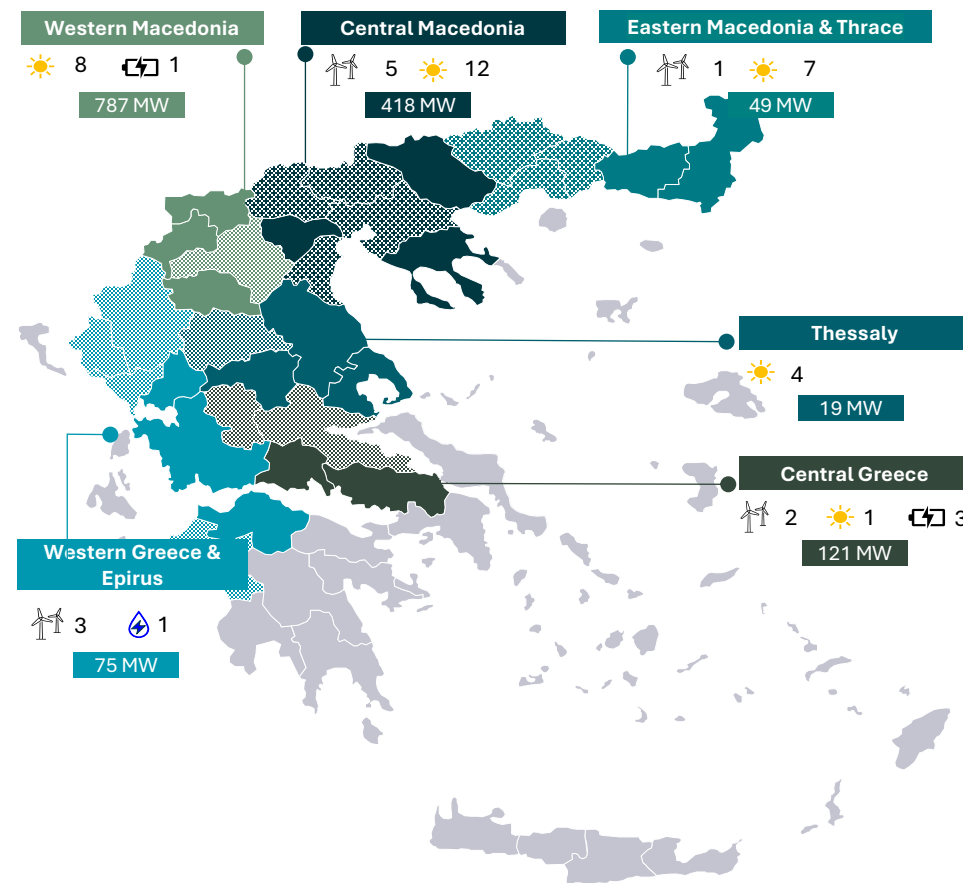 Western Macedonia
8 1
787 MW
Central Macedonia
5 12
418 MW
Eastern Macedonia & Thrace
1 7
49 MW
Thessaly
4
19 MW
Central Greece
2 1 3
121 MW
Western Greece &
Epirus
3 1
75 MW